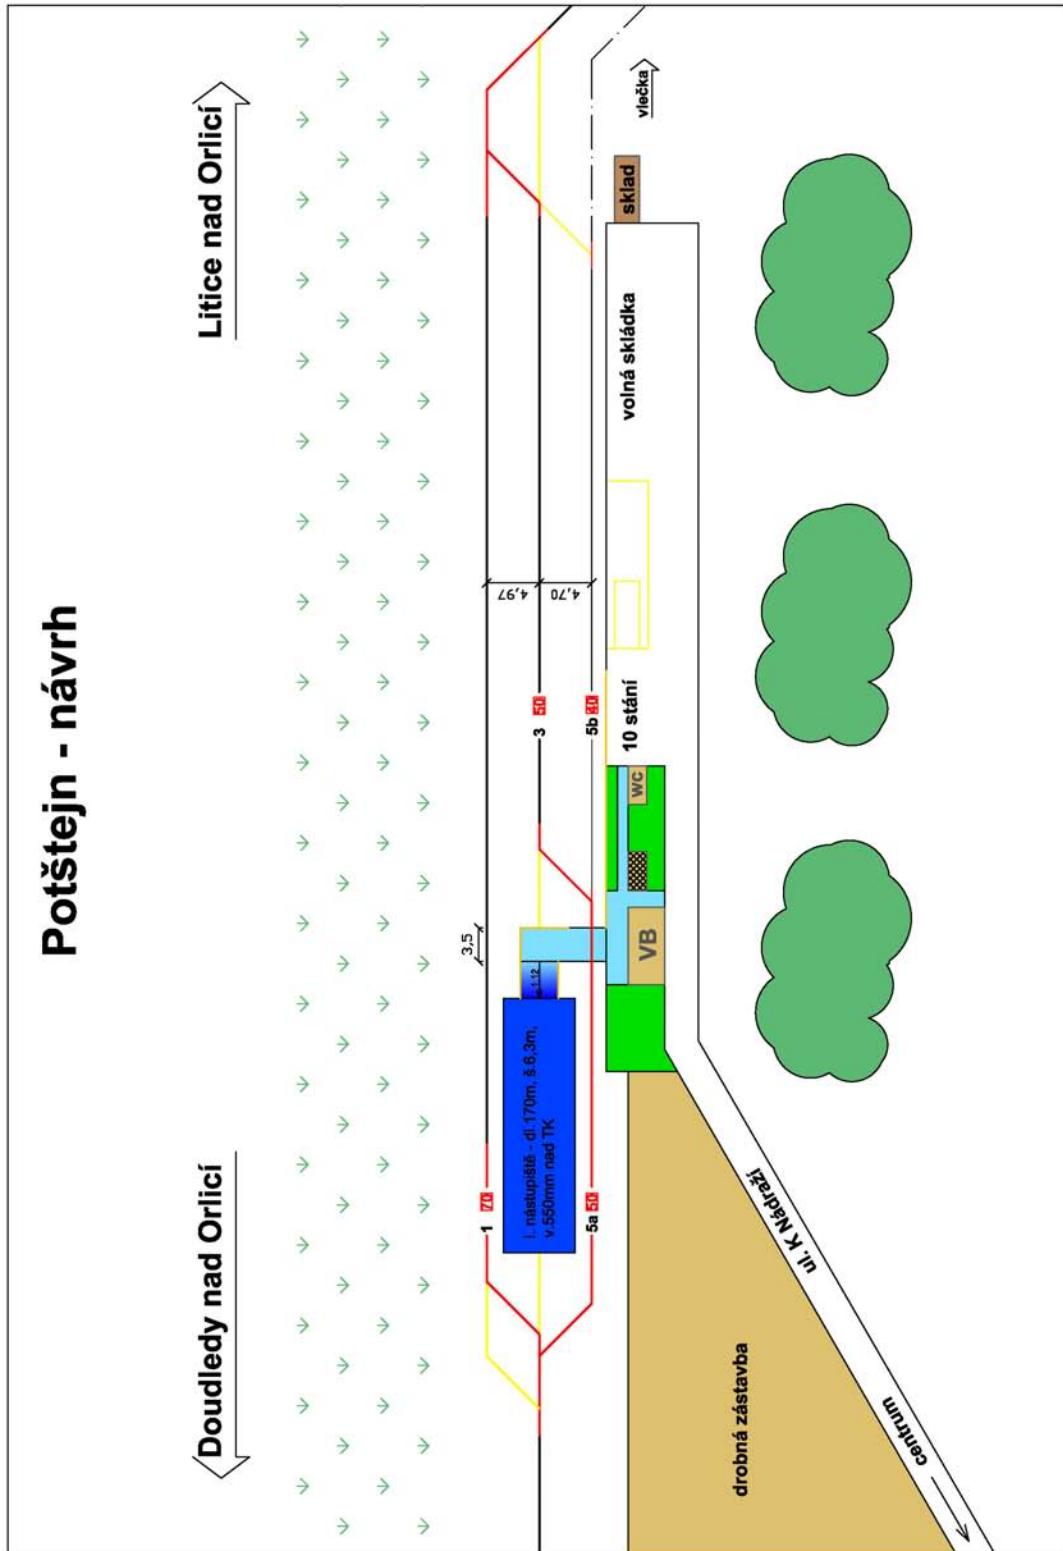 Potštejn - návrh
Doudledy nad Orlicí
Litice nad Orlicí
1 70
3 50
5a 50
5b 40
4,97
4,70
3,5
1:12
I. nástupiště - dl.170m, š.6,3m,
v.550mm nad TK
VB
WC
10 stání
volná skládka
sklad
vlečka
drobná zástavba
ul. K Nádraží
centrum